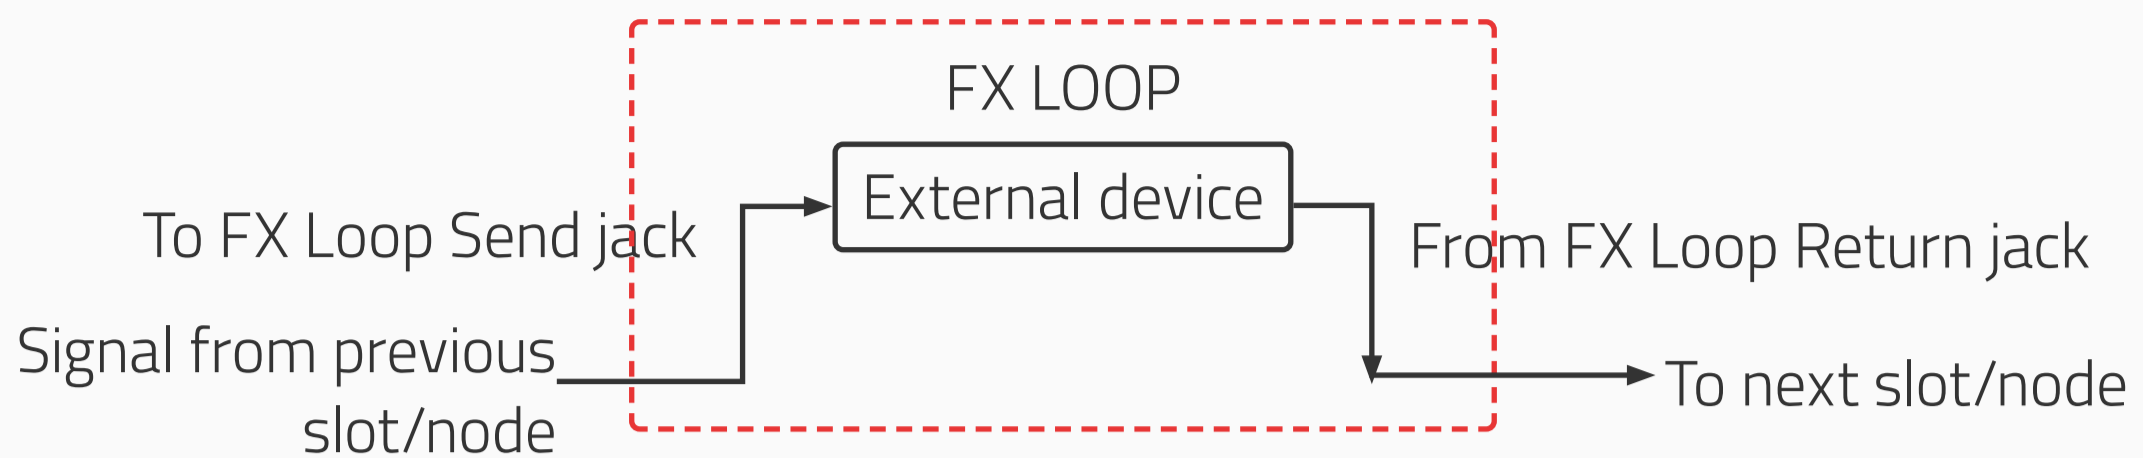 FX LOOP
External device
To FX Loop Send jack
From FX Loop Return jack
Signal from previous
slot/node
To next slot/node